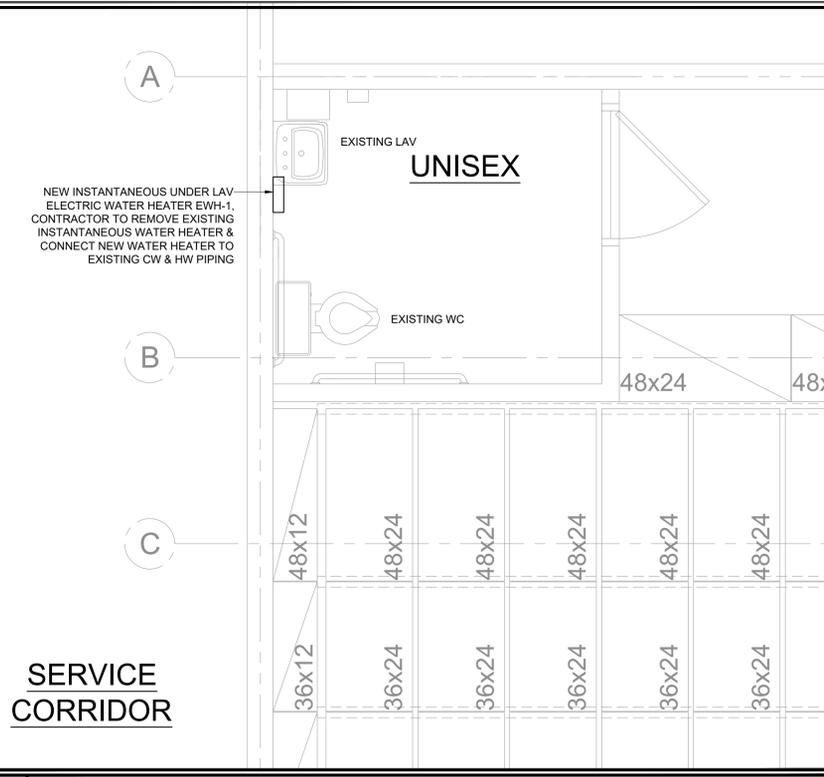 A
EXISTING LAV
UNISEX
NEW INSTANTANEOUS UNDER LAV
ELECTRIC WATER HEATER EWH-1,
CONTRACTOR TO REMOVE EXISTING
INSTANTANEOUS WATER HEATER &
CONNECT NEW WATER HEATER TO
EXISTING CW & HW PIPING
EXISTING WC
B
48x24
48x
C
48x12
48x24
48x24
48x24
48x24
48x24
36x12
36x24
36x24
36x24
36x24
36x24
SERVICE
CORRIDOR